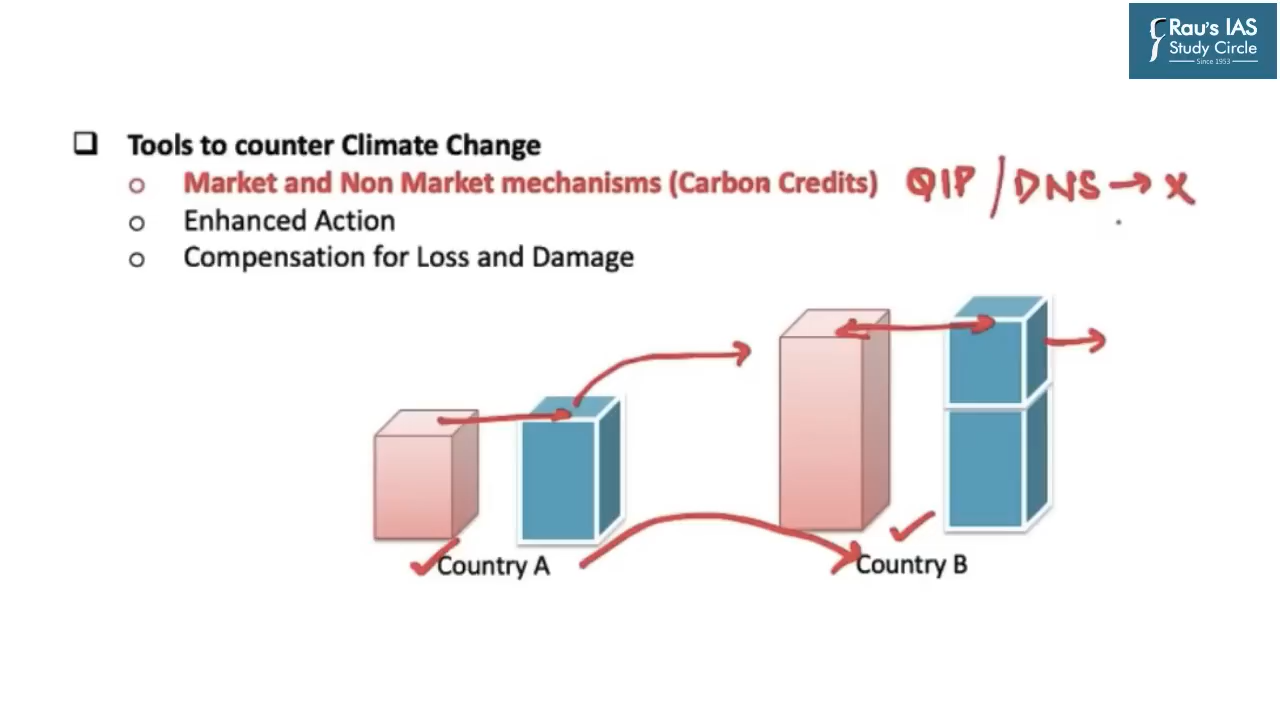 Rau's IAS
Study Circle
Since 1953
❑ Tools to counter Climate Change
o Market and Non Market mechanisms (Carbon Credits) QIP / DNS → X
o Enhanced Action
o Compensation for Loss and Damage
Country A
Country B